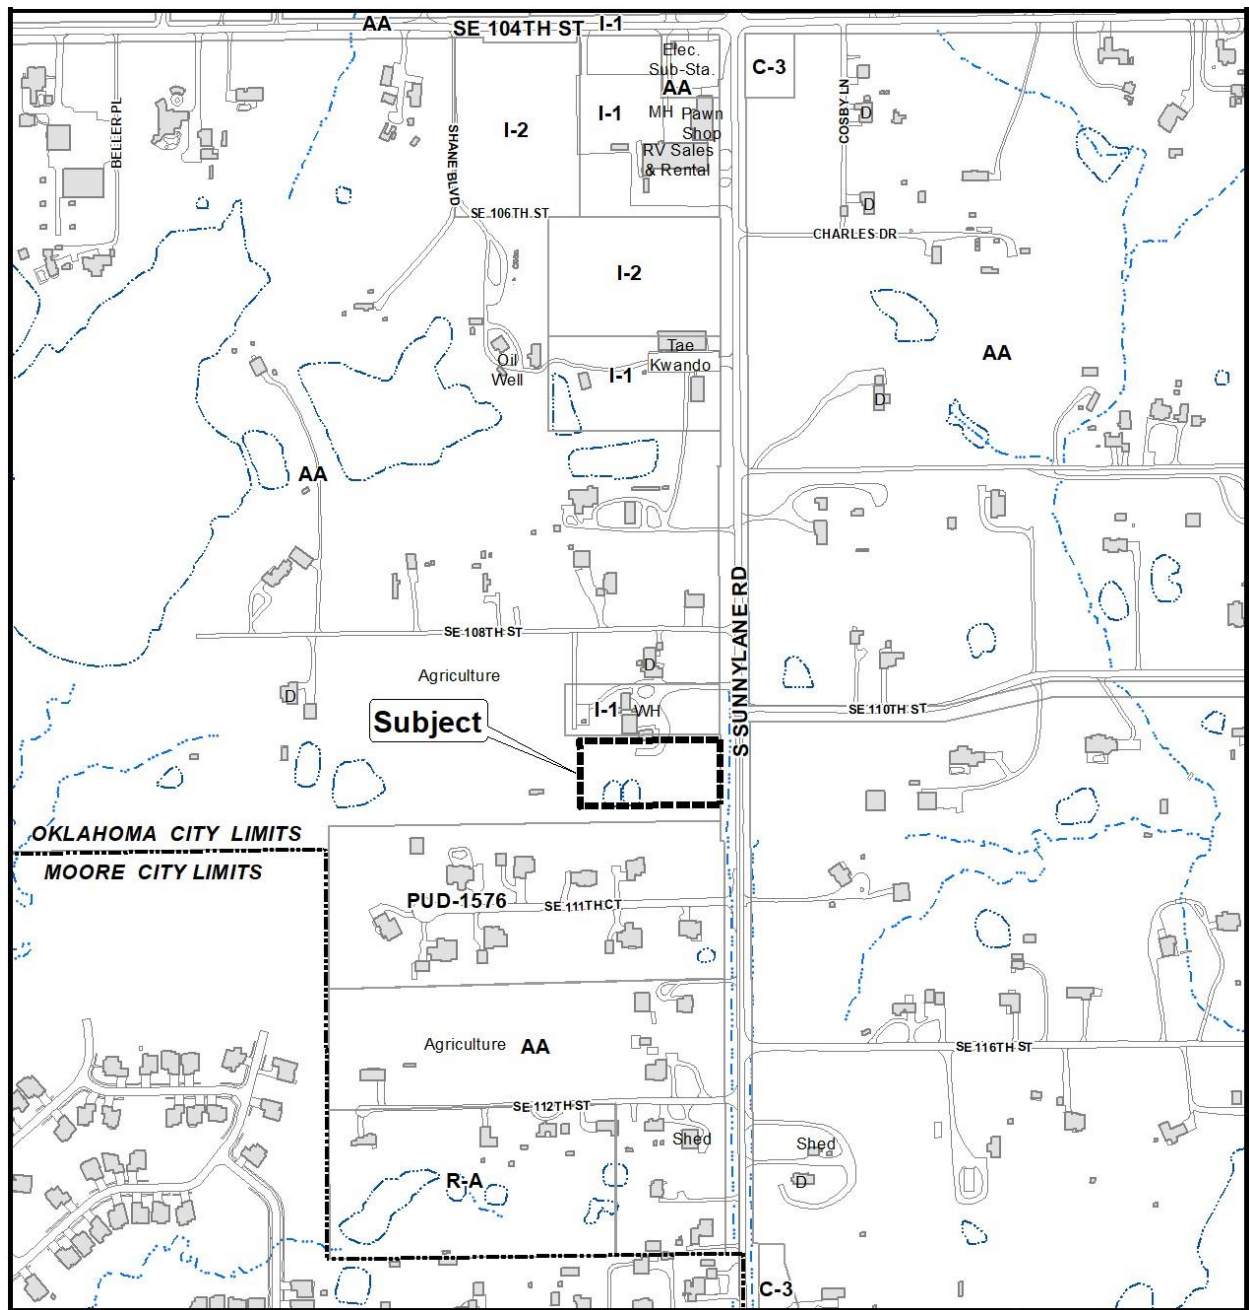 AA
SE 104TH ST
I-1
Elec.
Sub-Sta.
AA
C-3
BELLER PL
SHANE BLVD
I-2
I-1
MH
Pawn
Shop
RV Sales
& Rental
COSBY LN
D
D
SE 106TH ST
CHARLES DR
I-2
Oil
Well
Tae
Kwando
I-1
AA
D
AA
S SUNNYLANE RD
SE 108TH ST
Agriculture
D
D
I-1
WH
SE 110TH ST
Subject
OKLAHOMA CITY LIMITS
MOORE CITY LIMITS
PUD-1576
SE 111TH CT
Agriculture
AA
SE 116TH ST
SE 112TH ST
Shed
Shed
D
R-A
C-3